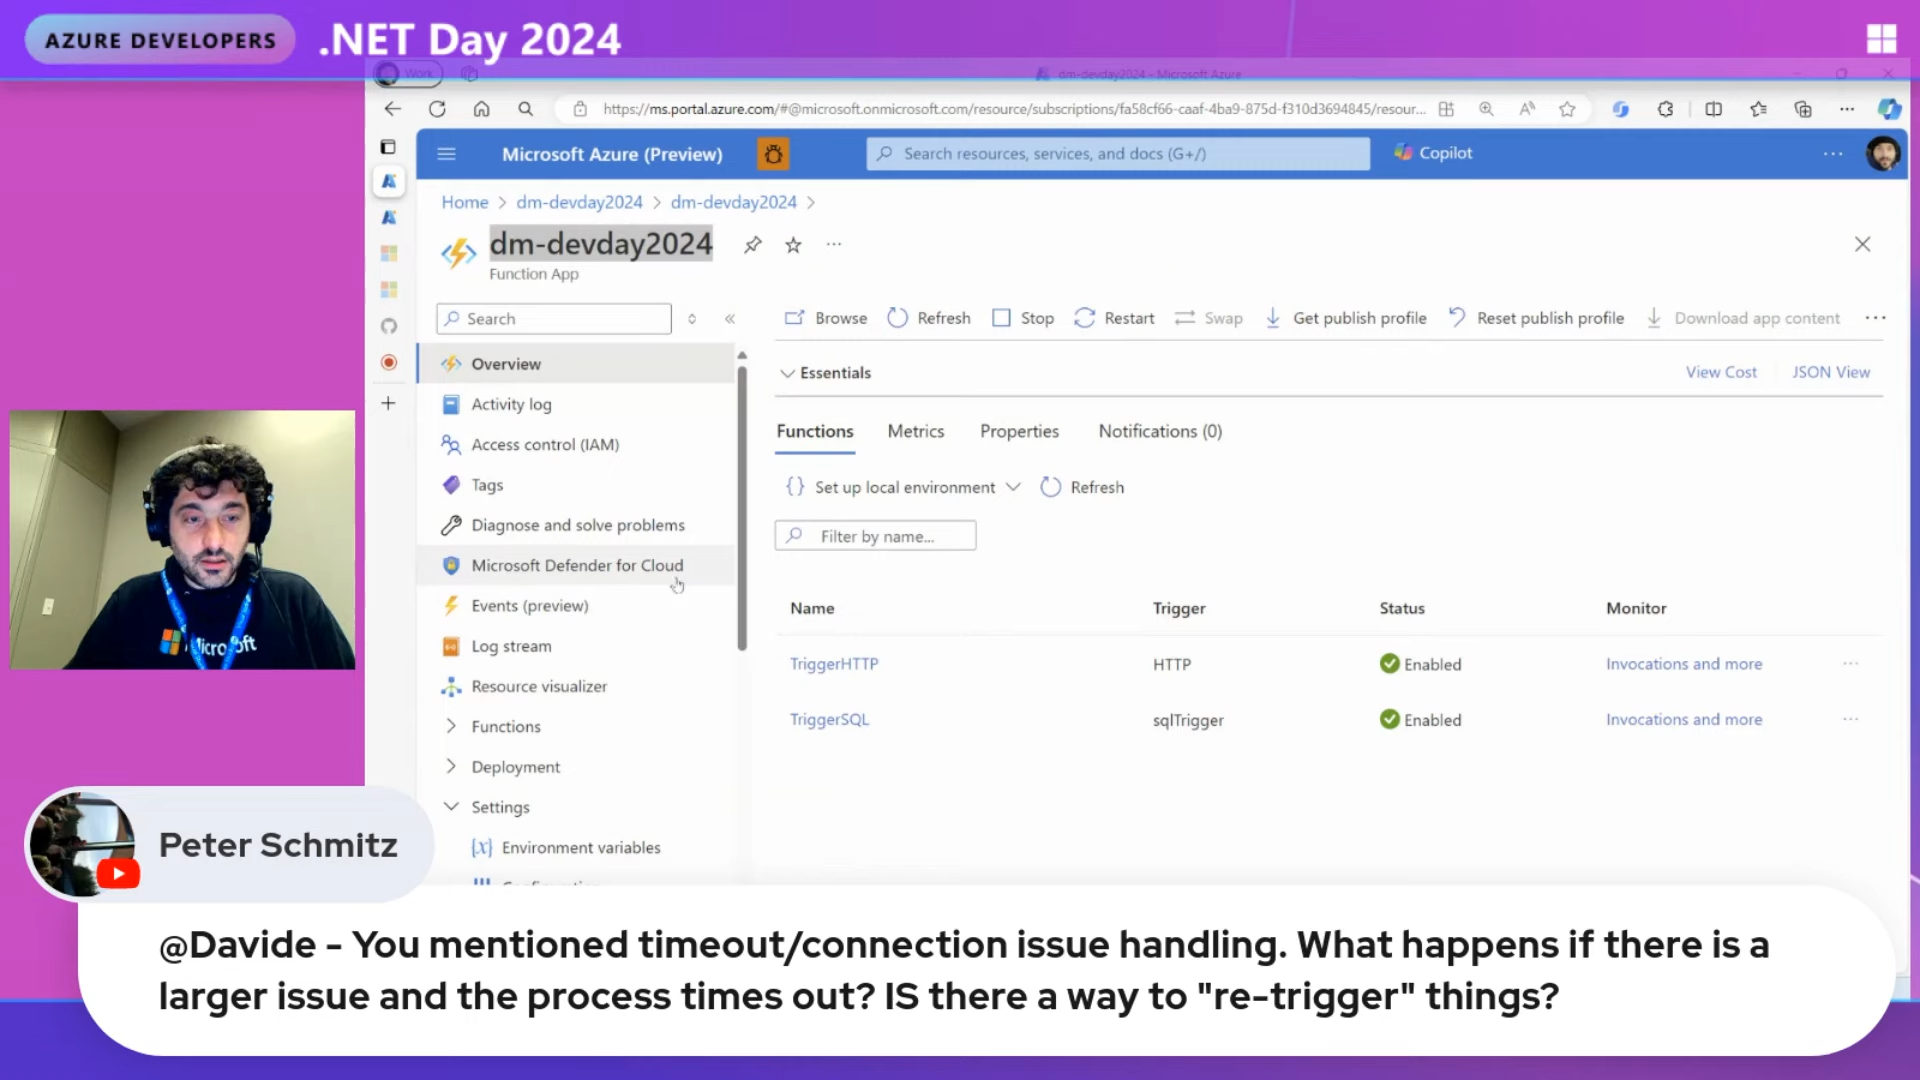 AZURE DEVELOPERS
.NET Day 2024
Work
dm-devday2024 - Microsoft Azure
https://ms.portal.azure.com/#@microsoft.onmicrosoft.com/resource/subscriptions/fa58cf66-caaf-4ba9-875d-f310d3694845/resour...
Microsoft Azure (Preview)
Search resources, services, and docs (G+/)
Copilot
Home > dm-devday2024 > dm-devday2024 >
dm-devday2024
Function App
Search
Browse Refresh Stop Restart Swap Get publish profile Reset publish profile Download app content
Overview
Activity log
Access control (IAM)
Tags
Diagnose and solve problems
Microsoft Defender for Cloud
Events (preview)
Log stream
Resource visualizer
Functions
Deployment
Settings
Environment variables
Essentials
View Cost JSON View
Functions Metrics Properties Notifications (0)
Set up local environment Refresh
Filter by name...
Name Trigger Status Monitor
TriggerHTTP HTTP Enabled Invocations and more
TriggerSQL sqlTrigger Enabled Invocations and more
Microsoft
Peter Schmitz
@Davide - You mentioned timeout/connection issue handling. What happens if there is a
larger issue and the process times out? IS there a way to "re-trigger" things?